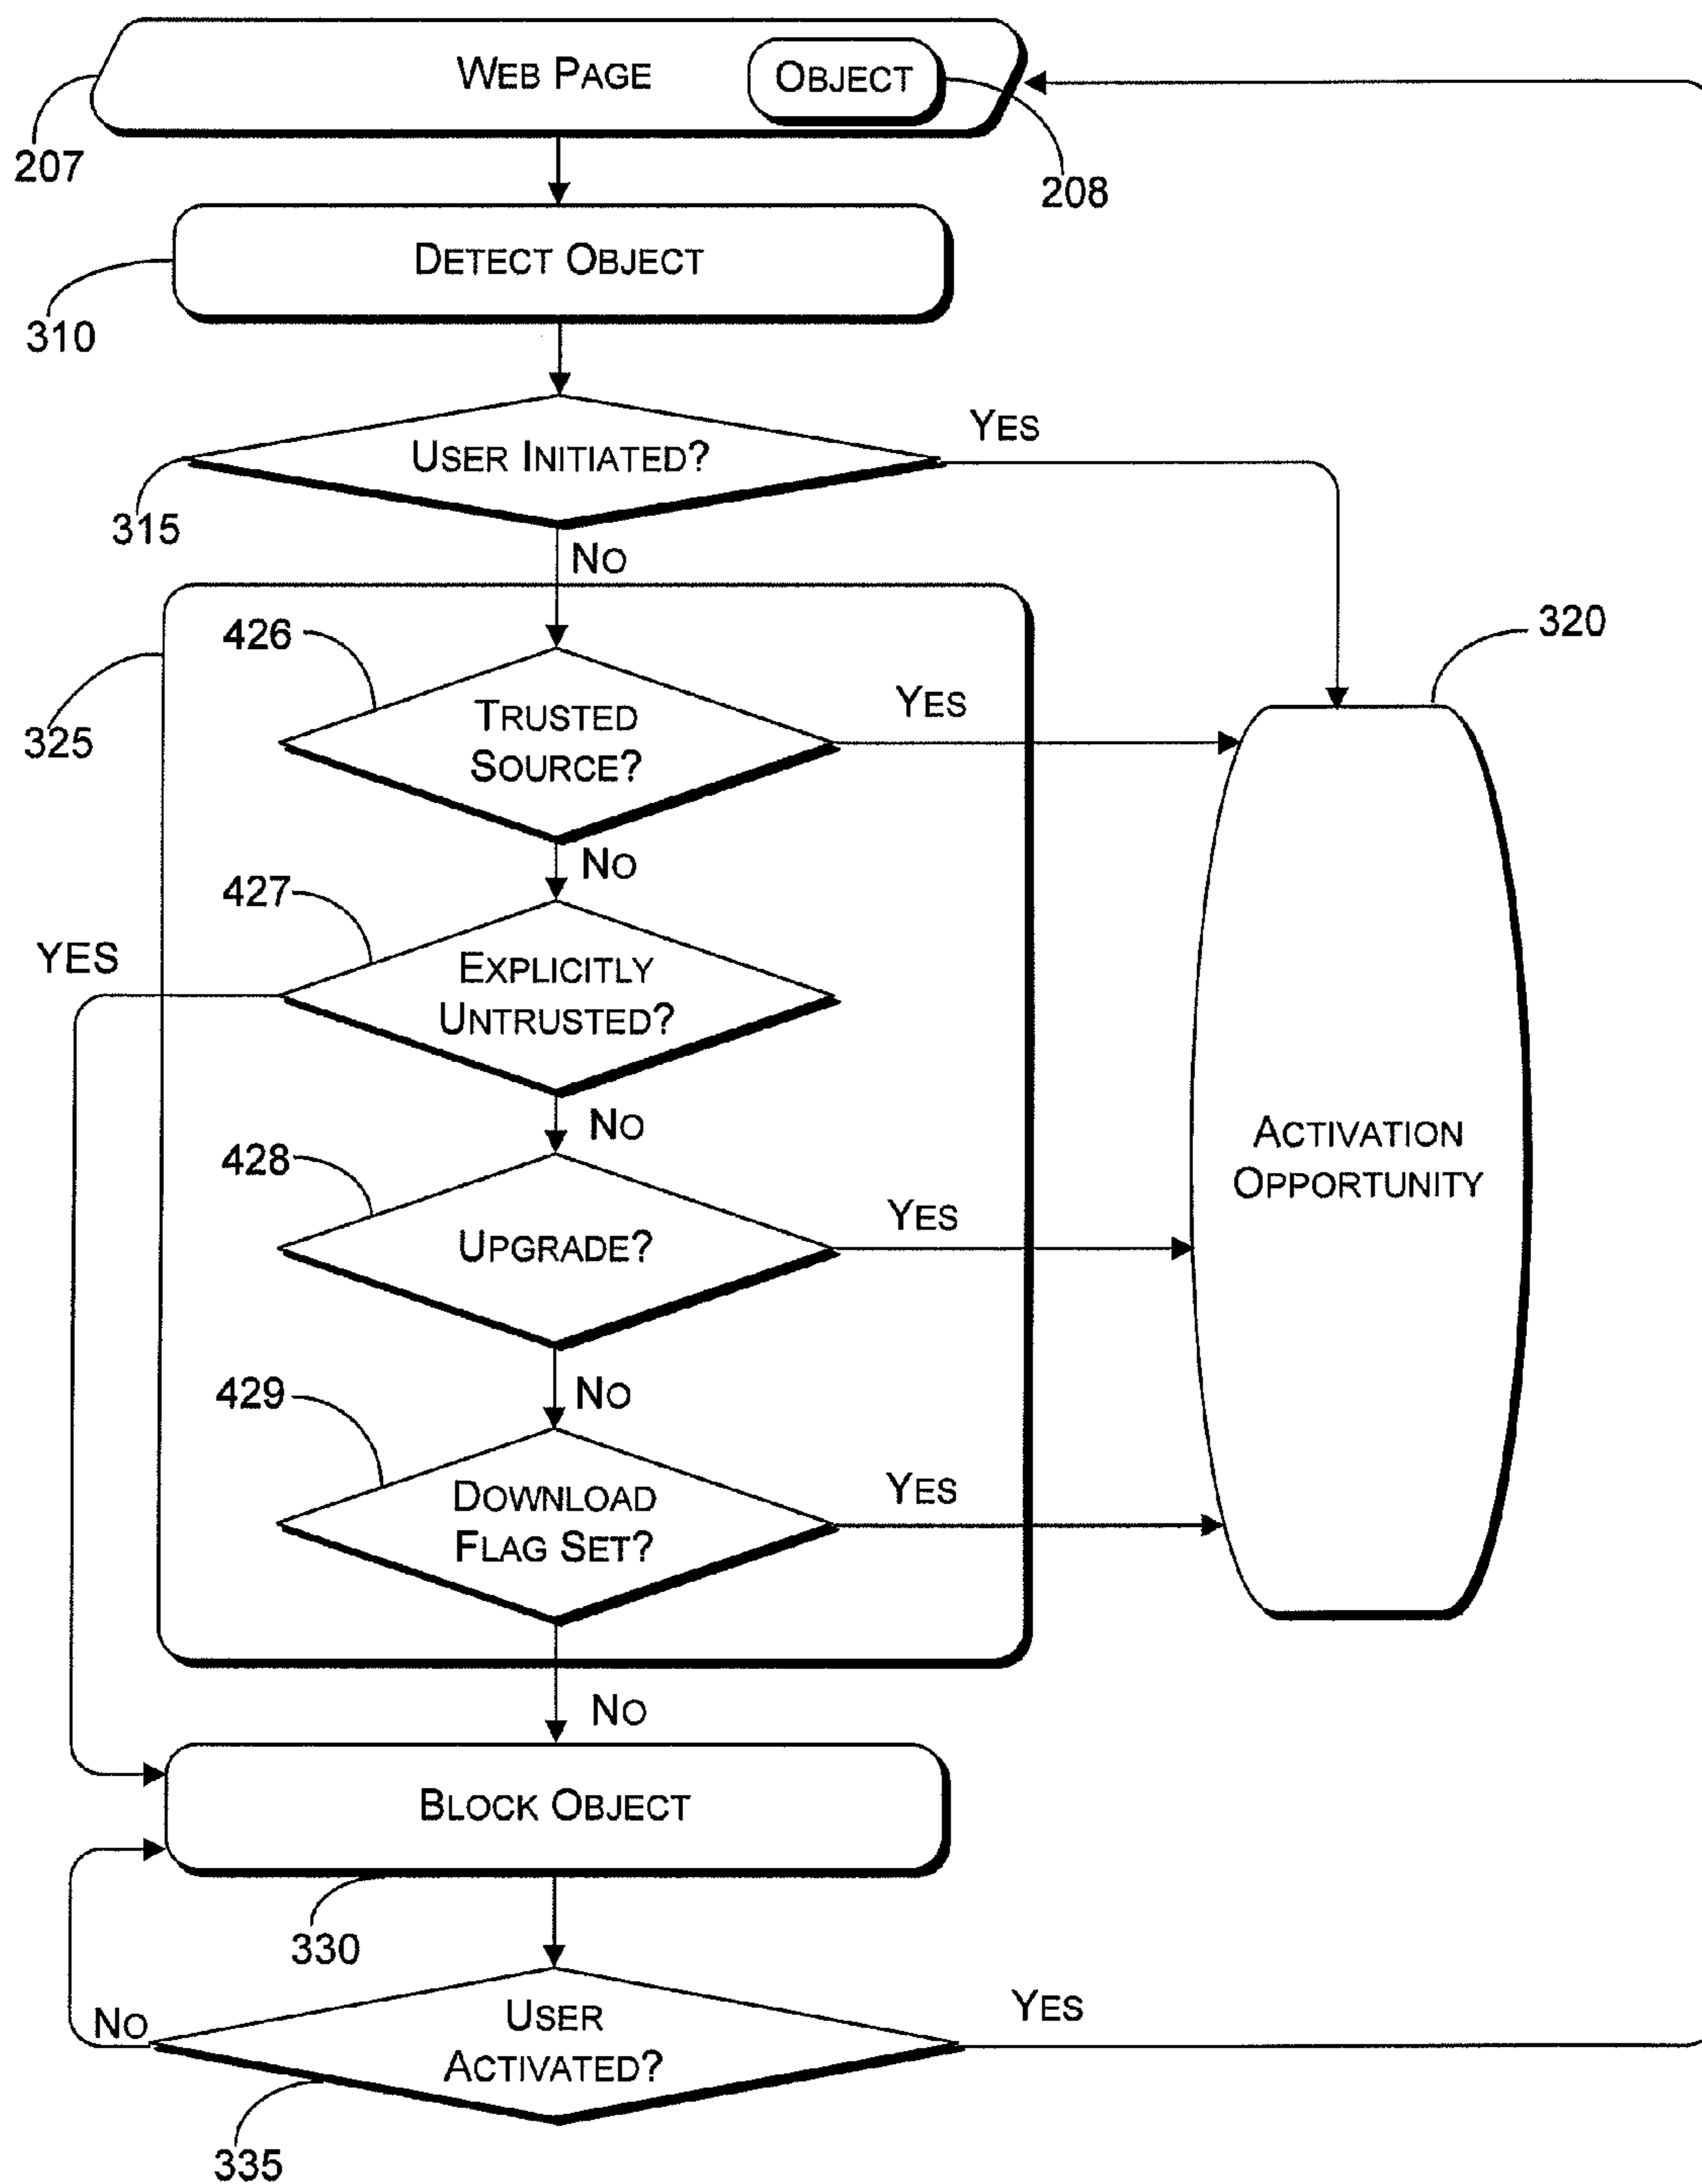 WEB PAGE
OBJECT
207
208
DETECT OBJECT
310
YES
USER INITIATED?
315
NO
320
426
TRUSTED
SOURCE?
YES
325
NO
427
YES
EXPLICITLY
UNTRUSTED?
NO
ACTIVATION
OPPORTUNITY
428
UPGRADE?
YES
NO
429
DOWNLOAD
FLAG SET?
YES
NO
BLOCK OBJECT
330
NO
USER
ACTIVATED?
YES
335